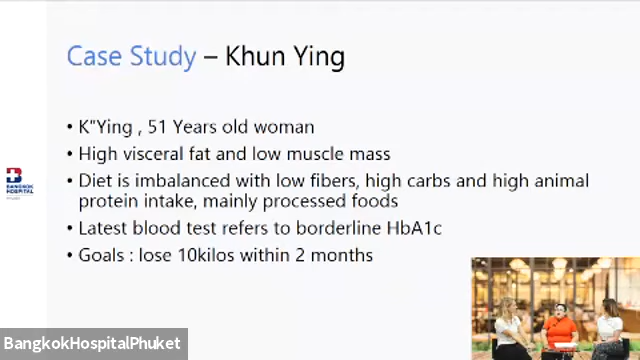 Case Study – Khun Ying
• K"Ying , 51 Years old woman
• High visceral fat and low muscle mass
• Diet is imbalanced with low fibers, high carbs and high animal
protein intake, mainly processed foods
• Latest blood test refers to borderline HbA1c
• Goals : lose 10kilos within 2 months
BANGKOK
HOSPITAL
BangkokHospitalPhuket